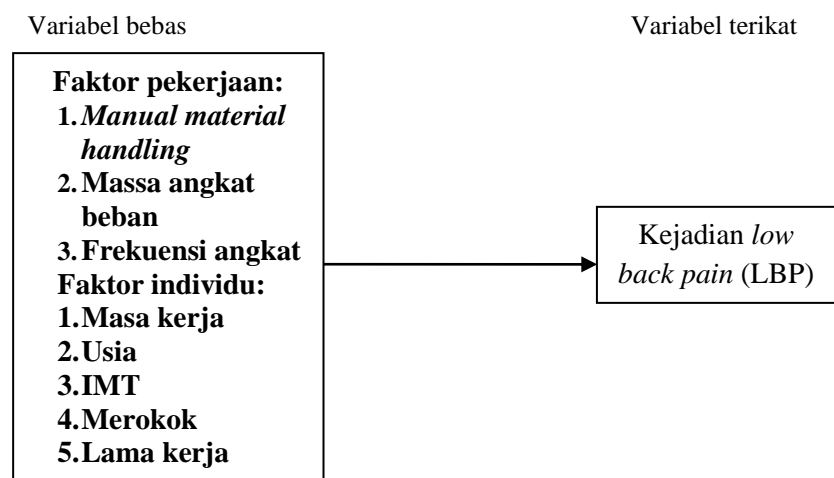 Variabel bebas
Variabel terikat
Faktor pekerjaan:
1. Manual material
handling
2. Massa angkat
beban
3. Frekuensi angkat
Faktor individu:
1. Masa kerja
2. Usia
3. IMT
4. Merokok
5. Lama kerja
Kejadian low
back pain (LBP)